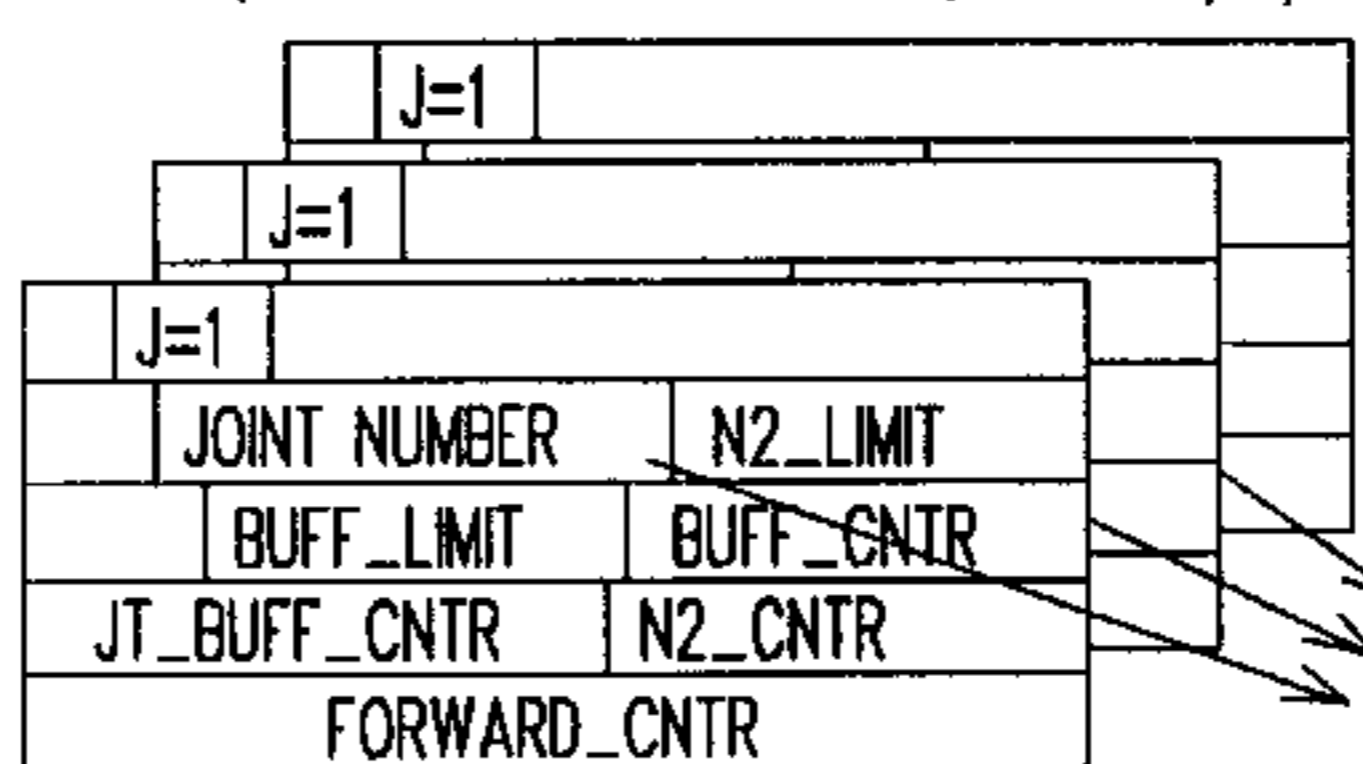 J=1
J=1
J=1
JOINT NUMBER N2_LIMIT
BUFF_LIMIT BUFF_CNTR
JT_BUFF_CNTR N2_CNTR
FORWARD_CNTR